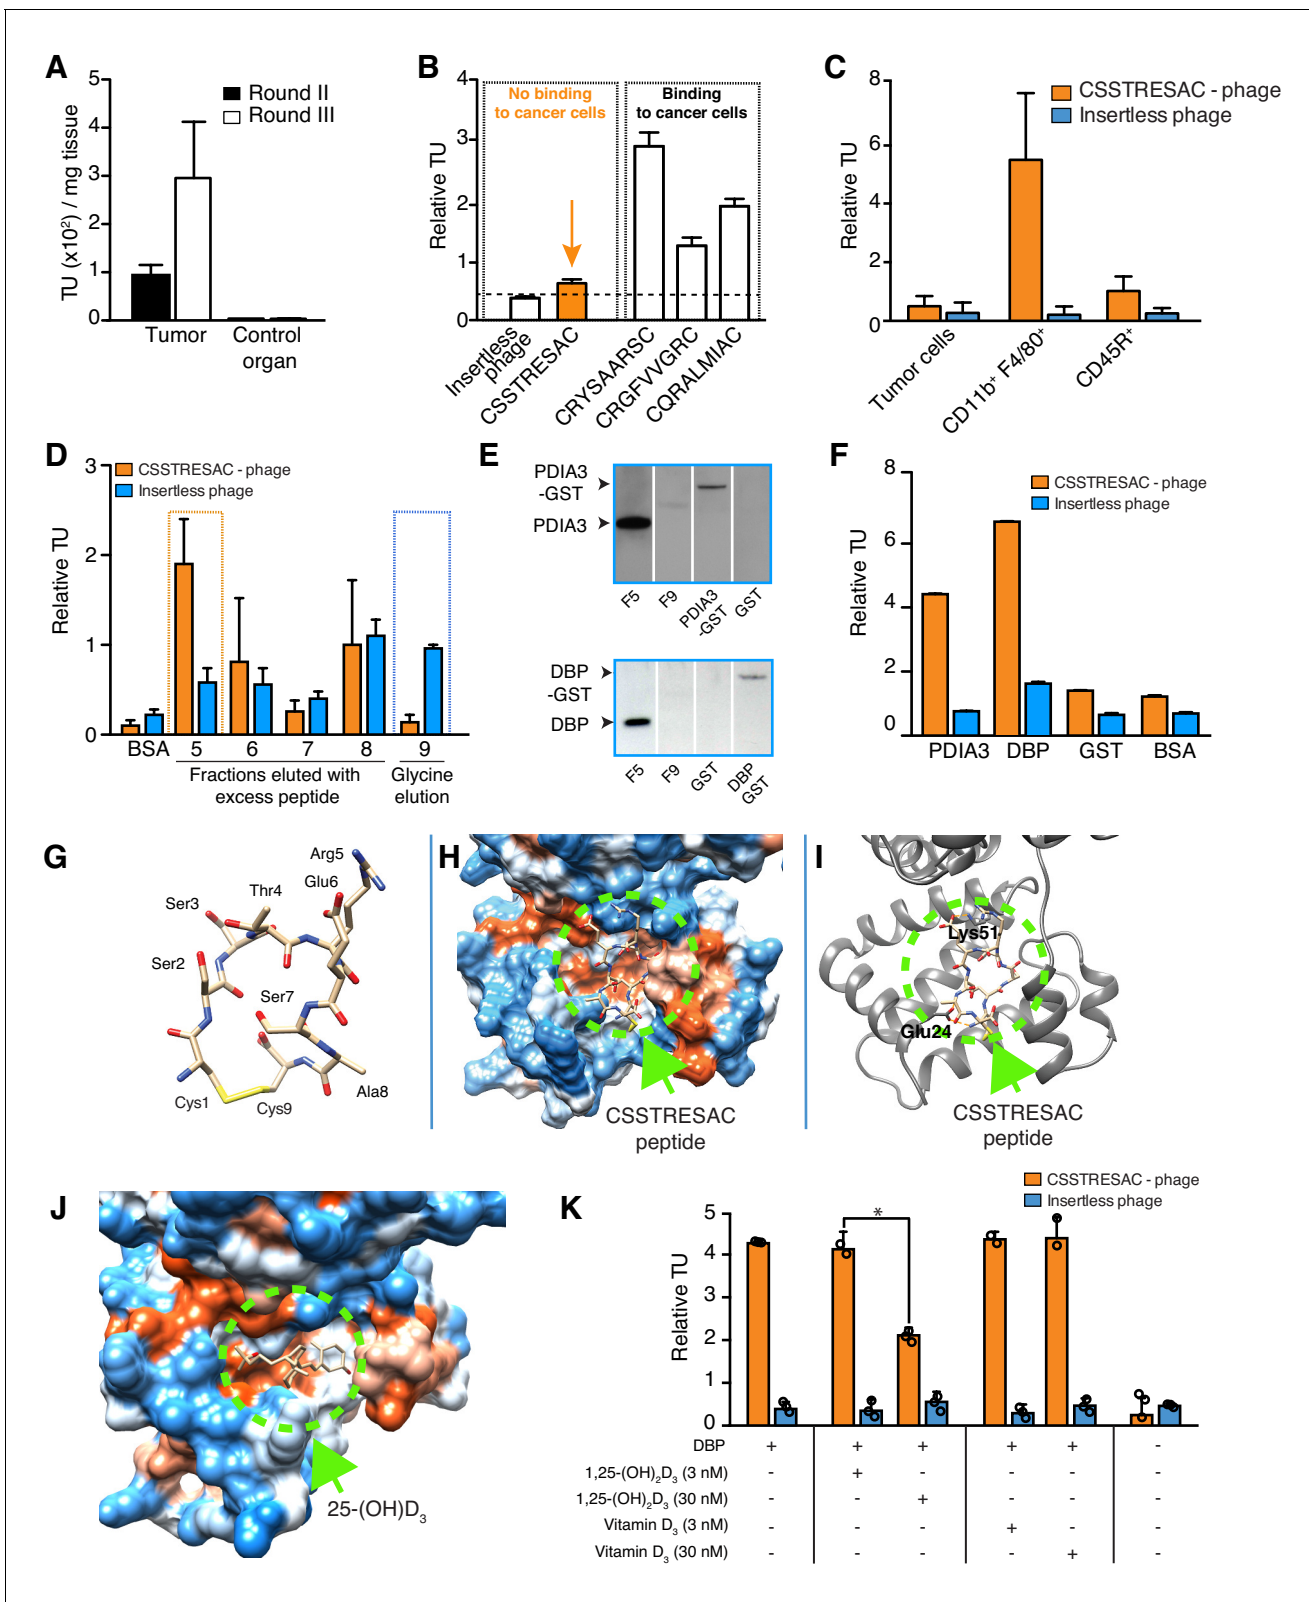 A
5
4
3
2
1
0
TU (x10²) / mg tissue
Round II
Round III
Tumor
Control
organ
B
4
3
2
1
0
Relative TU
No binding
to cancer cells
Binding
to cancer cells
Insertless
phage
CSSTRESAC
CRYSAARSC
CRGFVVGRC
CQRALMIAC
C
8
6
4
2
0
Relative TU
CSSTRESAC - phage
Insertless phage
Tumor cells
CD11b⁺ F4/80⁺
CD45R⁺
D
3
2
1
0
Relative TU
CSSTRESAC - phage
Insertless phage
BSA 5 6 7 8 9
Fractions eluted with
excess peptide
Glycine
elution
E
PDIA3
-GST
PDIA3
F5
F9
PDIA3
-GST
GST
DBP
-GST
DBP
F5
F9
GST
DBP
GST
F
8
6
4
2
0
Relative TU
CSSTRESAC - phage
Insertless phage
PDIA3 DBP GST BSA
G
Arg5
Glu6
Thr4
Ser3
Ser2
Ser7
Ala8
Cys1
Cys9
H
CSSTRESAC
peptide
I
Lys51
Glu24
CSSTRESAC
peptide
J
25-(OH)D₃
K
CSSTRESAC - phage
Insertless phage
5
4
3
2
1
0
Relative TU
*
DBP + + + + + -
1,25-(OH)₂D₃ (3 nM) - + - - - -
1,25-(OH)₂D₃ (30 nM) - - + - - -
Vitamin D₃ (3 nM) - - - + - -
Vitamin D₃ (30 nM) - - - - + -